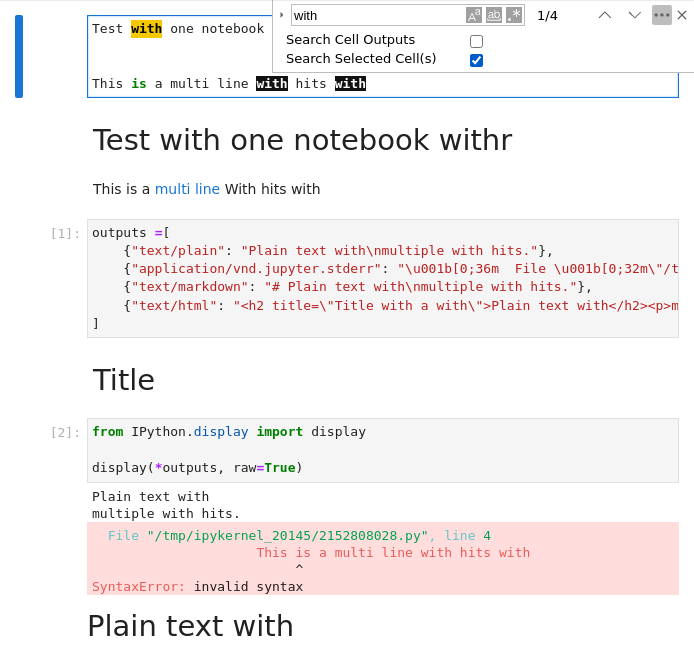 Test with one notebook
with
1/4
Search Cell Outputs
Search Selected Cell(s)
This is a multi line with hits with
Test with one notebook withr
This is a multi line With hits with
[1]:
outputs =[
{"text/plain": "Plain text with\nmultiple with hits."},
{"application/vnd.jupyter.stderr": "\u001b[0;36m  File \u001b[0;32m\"/t
{"text/markdown": "# Plain text with\nmultiple with hits."},
{"text/html": "<h2 title=\"Title with a with\">Plain text with</h2><p>m
]
Title
[2]:
from IPython.display import display
display(*outputs, raw=True)
Plain text with
multiple with hits.
File "/tmp/ipykernel_20145/2152808028.py", line 4
This is a multi line with hits with
^
SyntaxError: invalid syntax
Plain text with